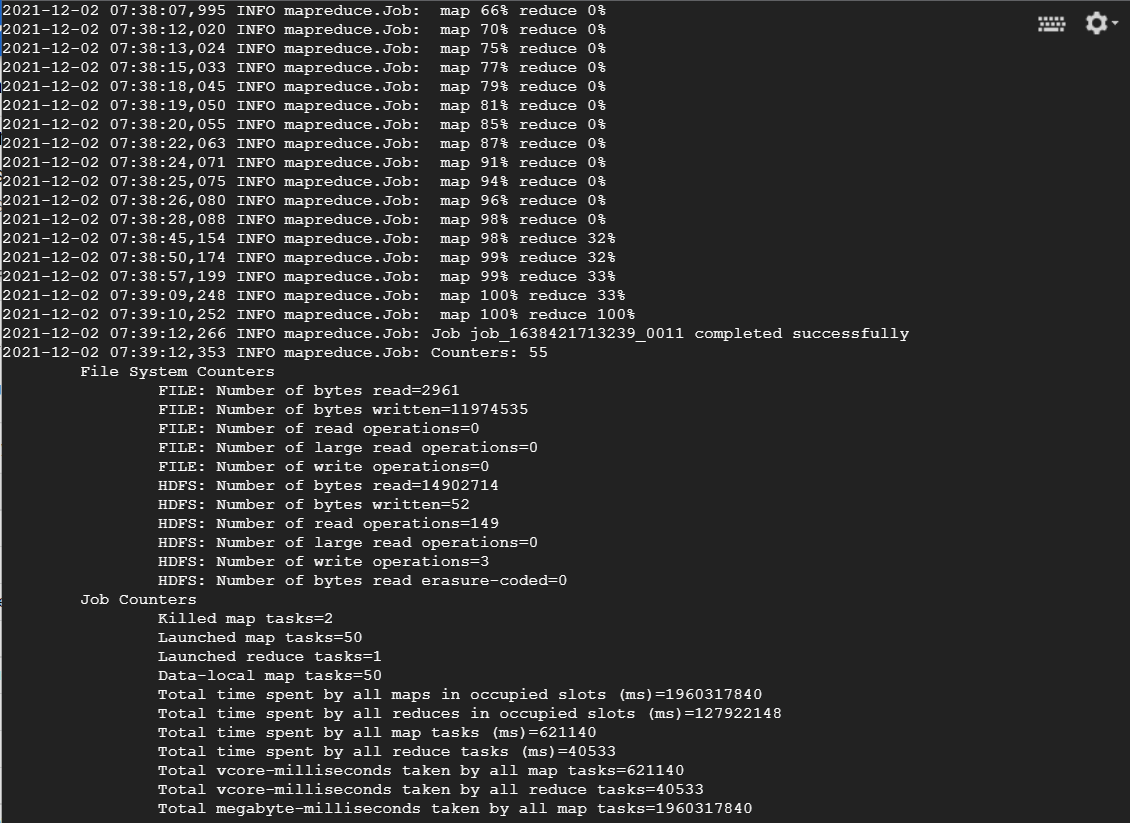 2021-12-02 07:38:07,995 INFO mapreduce.Job:  map 66% reduce 0%
2021-12-02 07:38:12,020 INFO mapreduce.Job:  map 70% reduce 0%
2021-12-02 07:38:13,024 INFO mapreduce.Job:  map 75% reduce 0%
2021-12-02 07:38:15,033 INFO mapreduce.Job:  map 77% reduce 0%
2021-12-02 07:38:18,045 INFO mapreduce.Job:  map 79% reduce 0%
2021-12-02 07:38:19,050 INFO mapreduce.Job:  map 81% reduce 0%
2021-12-02 07:38:20,055 INFO mapreduce.Job:  map 85% reduce 0%
2021-12-02 07:38:22,063 INFO mapreduce.Job:  map 87% reduce 0%
2021-12-02 07:38:24,071 INFO mapreduce.Job:  map 91% reduce 0%
2021-12-02 07:38:25,075 INFO mapreduce.Job:  map 94% reduce 0%
2021-12-02 07:38:26,080 INFO mapreduce.Job:  map 96% reduce 0%
2021-12-02 07:38:28,088 INFO mapreduce.Job:  map 98% reduce 0%
2021-12-02 07:38:45,154 INFO mapreduce.Job:  map 98% reduce 32%
2021-12-02 07:38:50,174 INFO mapreduce.Job:  map 99% reduce 32%
2021-12-02 07:38:57,199 INFO mapreduce.Job:  map 99% reduce 33%
2021-12-02 07:39:09,248 INFO mapreduce.Job:  map 100% reduce 33%
2021-12-02 07:39:10,252 INFO mapreduce.Job:  map 100% reduce 100%
2021-12-02 07:39:12,266 INFO mapreduce.Job: Job job_1638421713239_0011 completed successfully
2021-12-02 07:39:12,353 INFO mapreduce.Job: Counters: 55
        File System Counters
                FILE: Number of bytes read=2961
                FILE: Number of bytes written=11974535
                FILE: Number of read operations=0
                FILE: Number of large read operations=0
                FILE: Number of write operations=0
                HDFS: Number of bytes read=14902714
                HDFS: Number of bytes written=52
                HDFS: Number of read operations=149
                HDFS: Number of large read operations=0
                HDFS: Number of write operations=3
                HDFS: Number of bytes read erasure-coded=0
        Job Counters
                Killed map tasks=2
                Launched map tasks=50
                Launched reduce tasks=1
                Data-local map tasks=50
                Total time spent by all maps in occupied slots (ms)=1960317840
                Total time spent by all reduces in occupied slots (ms)=127922148
                Total time spent by all map tasks (ms)=621140
                Total time spent by all reduce tasks (ms)=40533
                Total vcore-milliseconds taken by all map tasks=621140
                Total vcore-milliseconds taken by all reduce tasks=40533
                Total megabyte-milliseconds taken by all map tasks=1960317840